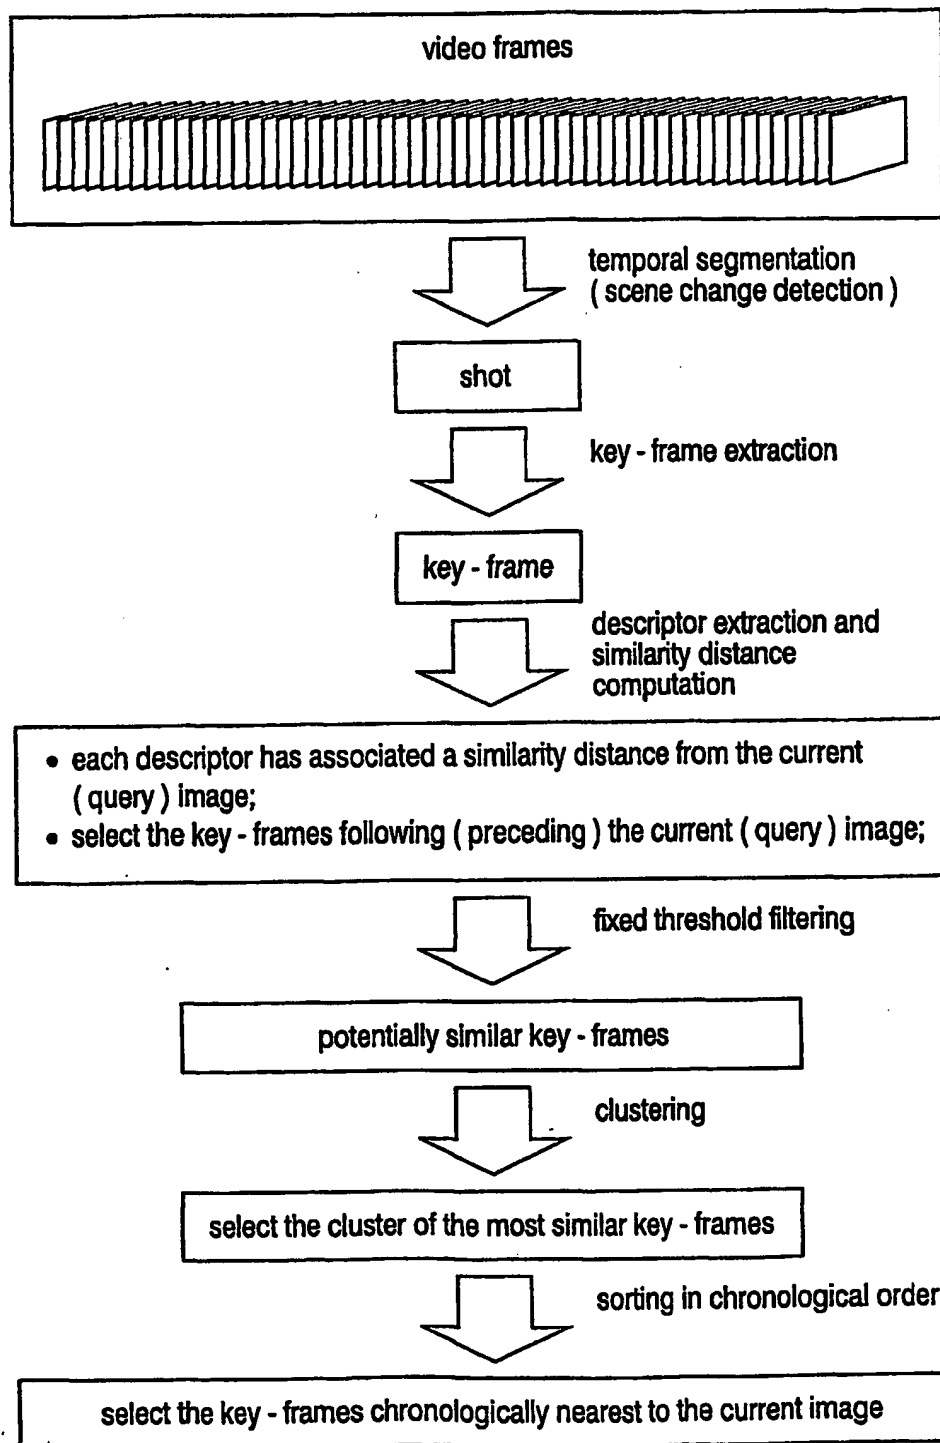 video frames
temporal segmentation
( scene change detection )
shot
key - frame extraction
key - frame
descriptor extraction and
similarity distance
computation
• each descriptor has associated a similarity distance from the current
( query ) image;
• select the key - frames following ( preceding ) the current ( query ) image;
fixed threshold filtering
potentially similar key - frames
clustering
select the cluster of the most similar key - frames
sorting in chronological order
select the key - frames chronologically nearest to the current image